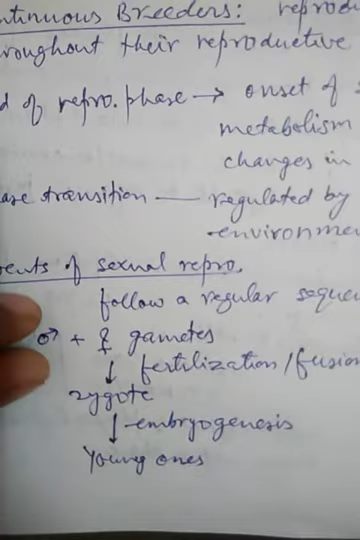 ntinuous Breeders: reprodu
roughout their reproductive
d of repro. phase → onset of s
metabolism
changes in
ase transition — regulated by
environme
ents of sexual repro.
follow a regular seque
♂ + ♀ gametes
↓ fertilization/fusion
zygote
↓ embryogenesis
Young ones